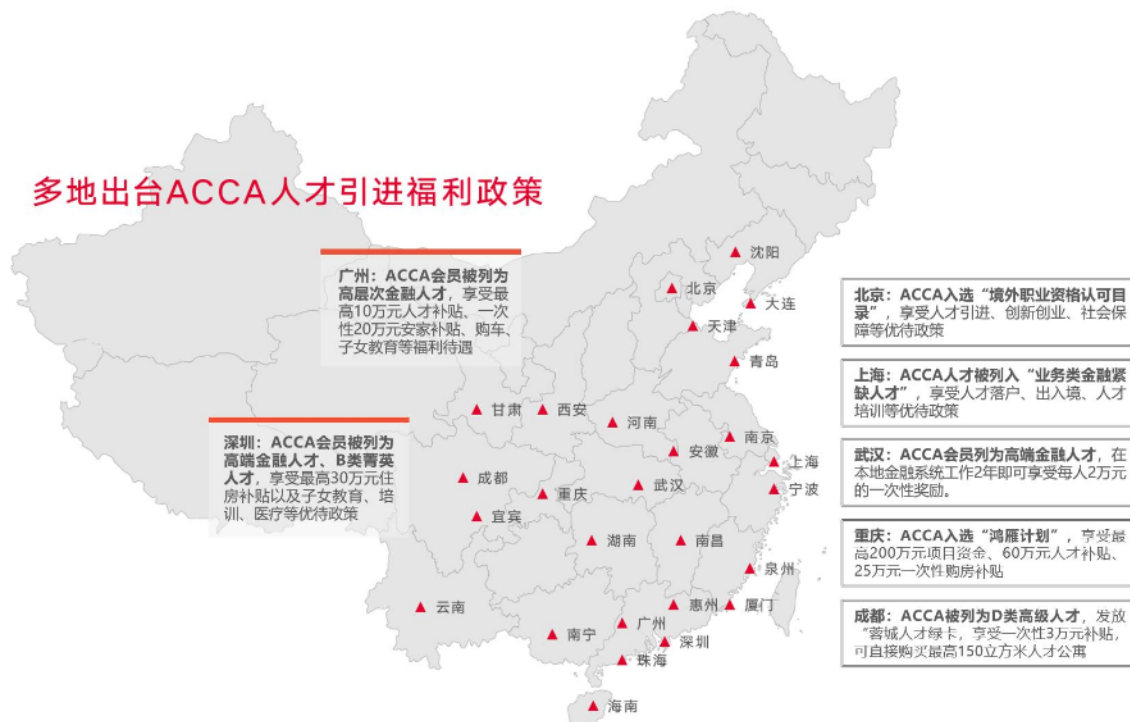 多地出台ACCA人才引进福利政策
广州：ACCA会员被列为
高层次金融人才，享受最
高10万元人才补贴、一次
性20万元安家补贴、购车、
子女教育等福利待遇
深圳：ACCA会员被列为
高端金融人才、B类菁英
人才，享受最高30万元住
房补贴以及子女教育、培
训、医疗等优待政策
沈阳
北京
大连
天津
青岛
甘肃
西安
河南
南京
安徽
上海
成都
武汉
宁波
重庆
宜宾
湖南
南昌
泉州
云南
惠州
厦门
广州
南宁
深圳
珠海
海南
北京：ACCA入选“境外职业资格认可目
录”，享受人才引进、创新创业、社会保
障等优待政策
上海：ACCA人才被列入“业务类金融紧
缺人才”，享受人才落户、出入境、人才
培训等优待政策
武汉：ACCA会员列为高端金融人才，在
本地金融系统工作2年即可享受每人2万元
的一次性奖励。
重庆：ACCA入选“鸿雁计划”，享受最
高200万元项目资金、60万元人才补贴、
25万元一次性购房补贴
成都：ACCA被列为D类高级人才，发放
“蓉城人才绿卡，享受一次性3万元补贴，
可直接购买最高150立方米人才公寓